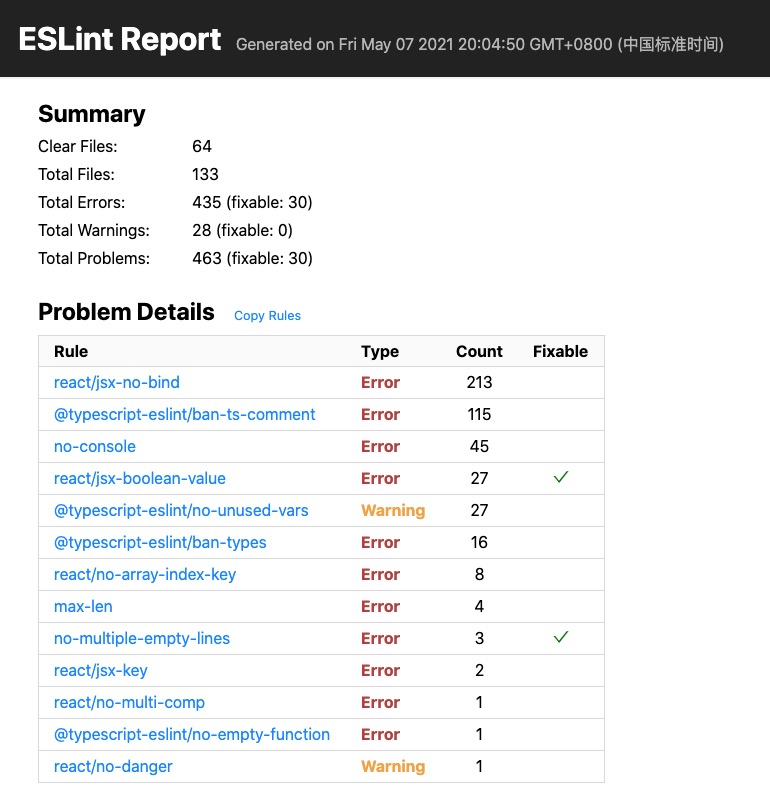 ESLint Report Generated on Fri May 07 2021 20:04:50 GMT+0800 (中国标准时间)
Summary
Clear Files: 64
Total Files: 133
Total Errors: 435 (fixable: 30)
Total Warnings: 28 (fixable: 0)
Total Problems: 463 (fixable: 30)
Problem Details Copy Rules
Rule Type Count Fixable
react/jsx-no-bind Error 213
@typescript-eslint/ban-ts-comment Error 115
no-console Error 45
react/jsx-boolean-value Error 27 ✓
@typescript-eslint/no-unused-vars Warning 27
@typescript-eslint/ban-types Error 16
react/no-array-index-key Error 8
max-len Error 4
no-multiple-empty-lines Error 3 ✓
react/jsx-key Error 2
react/no-multi-comp Error 1
@typescript-eslint/no-empty-function Error 1
react/no-danger Warning 1